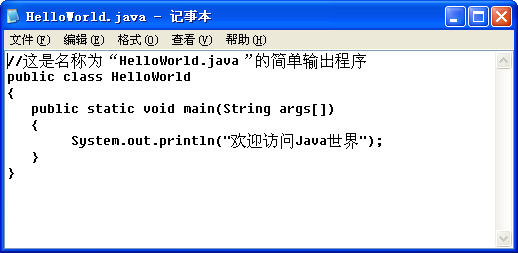 HelloWorld.java - 记事本
文件(F) 编辑(E) 格式(O) 查看(V) 帮助(H)
//这是名称为“HelloWorld.java”的简单输出程序
public class HelloWorld
{
   public static void main(String args[])
   {
        System.out.println("欢迎访问Java世界");
   }
}